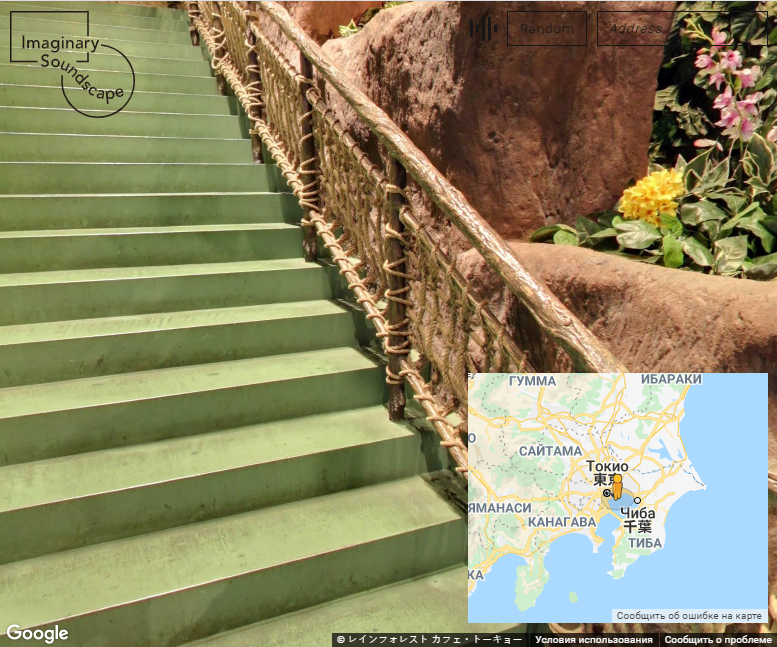 Imaginary
Soundscape
Random
Address
ГУММА
ИБАРАКИ
САЙТАМА
Токио
東京
ЯМАНАСИ
КАНАГАВА
Чиба
千葉
ТИБА
КА
О
Сообщить об ошибке на карте
Google
© レインフォレスト カフェ・トーキョー
Условия использования
Сообщить о проблеме